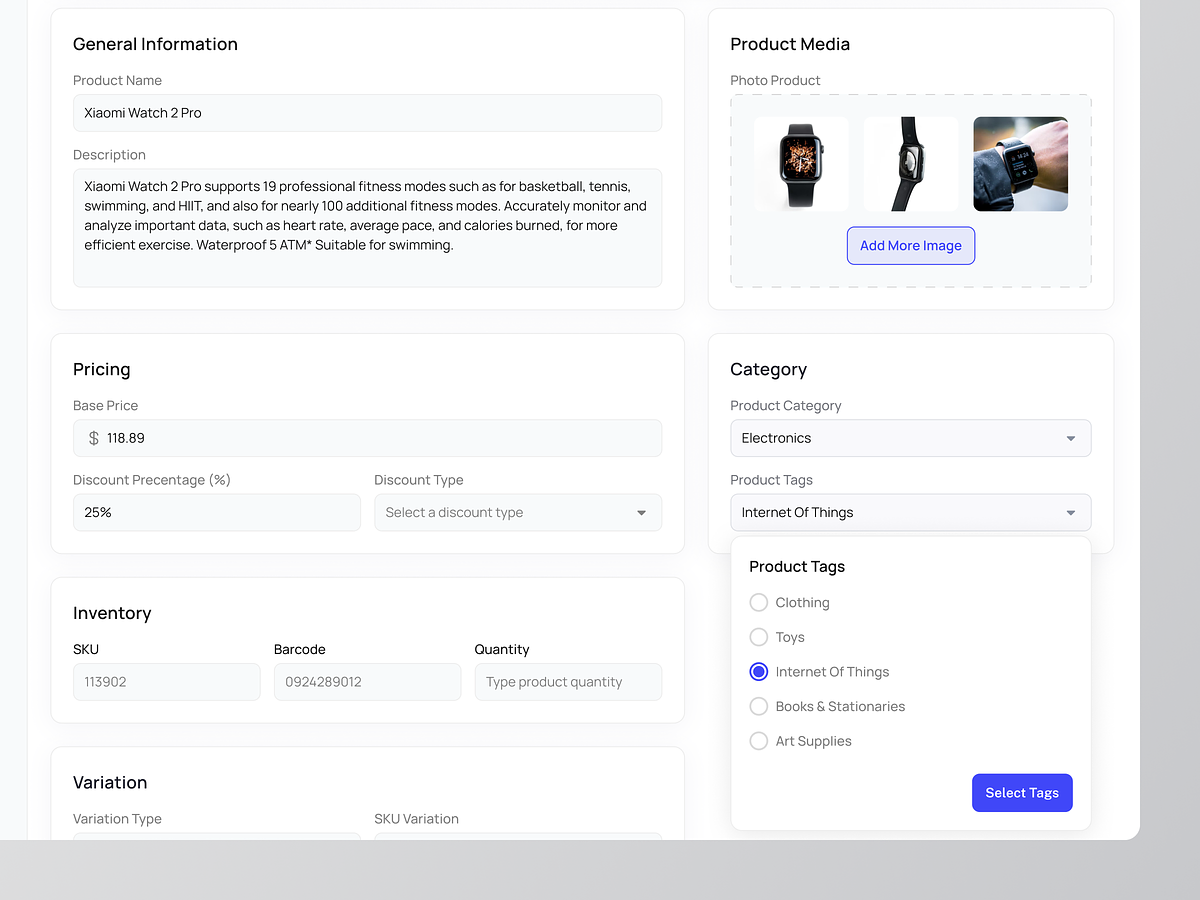 General Information
Product Name
Xiaomi Watch 2 Pro
Description
Xiaomi Watch 2 Pro supports 19 professional fitness modes such as for basketball, tennis,
swimming, and HIIT, and also for nearly 100 additional fitness modes. Accurately monitor and
analyze important data, such as heart rate, average pace, and calories burned, for more
efficient exercise. Waterproof 5 ATM* Suitable for swimming.
Product Media
Photo Product
Add More Image
Pricing
Base Price
$ 118.89
Discount Precentage (%)
Discount Type
25%
Select a discount type
Category
Product Category
Electronics
Product Tags
Internet Of Things
Product Tags
Clothing
Toys
Internet Of Things
Books & Stationaries
Art Supplies
Select Tags
Inventory
SKU
Barcode
Quantity
113902
0924289012
Type product quantity
Variation
Variation Type
SKU Variation